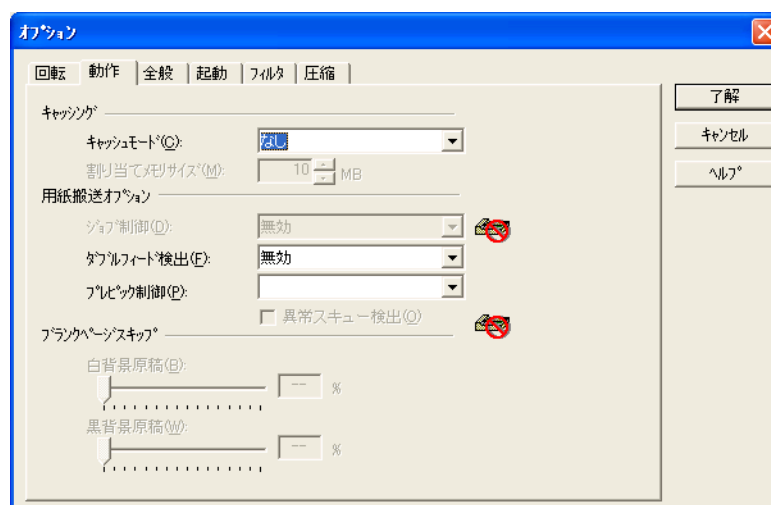 オプション
回転 動作 全般 起動 フィルタ 圧縮
了解
キャンセル
ヘルプ
キャッシング
キャッシュモード(C): なし
割り当てメモリサイズ(M): 10 MB
用紙搬送オプション
ジョブ制御(D): 無効
ダブルフィード検出(F): 無効
プレピック制御(P):
異常スキュー検出(O)
ブランクページスキップ
白背景原稿(B):
-- %
黒背景原稿(W):
-- %